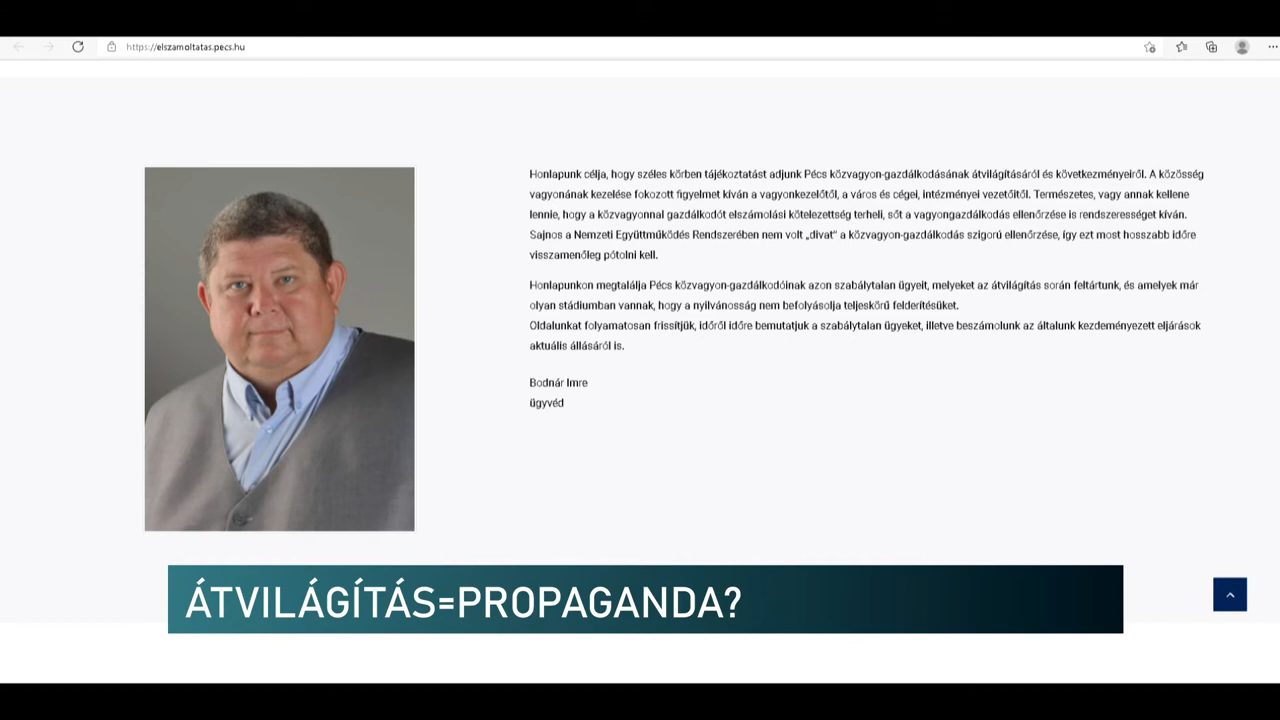 https://elszamoltatas.pecs.hu
Honlapunk célja, hogy széles körben tájékoztatást adjunk Pécs közvagyon-gazdálkodásának átvilágításáról és következményeiről. A közösség
vagyonának kezelése fokozott figyelmet kíván a vagyonkezelőtől, a város és cégei, intézményei vezetőitől. Természetes, vagy annak kellene
lennie, hogy a közvagyonnal gazdálkodót elszámolási kötelezettség terheli, sőt a vagyongazdálkodás ellenőrzése is rendszerességet kíván.
Sajnos a Nemzeti Együttműködés Rendszerében nem volt „divat” a közvagyon-gazdálkodás szigorú ellenőrzése, így ezt most hosszabb időre
visszamenőleg pótolni kell.
Honlapunkon megtalálja Pécs közvagyon-gazdálkodóinak azon szabálytalan ügyeit, melyeket az átvilágítás során feltártunk, és amelyek már
olyan stádiumban vannak, hogy a nyilvánosság nem befolyásolja teljeskörű felderítésüket.
Oldalunkat folyamatosan frissítjük, időről időre bemutatjuk a szabálytalan ügyeket, illetve beszámolunk az általunk kezdeményezett eljárások
aktuális állásáról is.
Bodnár Imre
ügyvéd
ÁTVILÁGÍTÁS=PROPAGANDA?